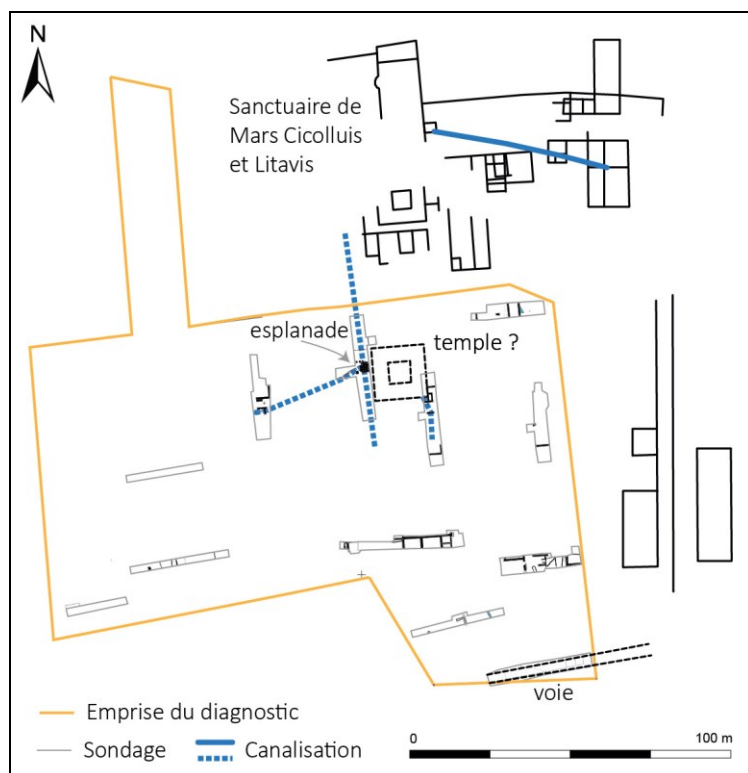 N
Sanctuaire de
Mars Cicolluis
et Litavis
esplanade
temple ?
voie
Emprise du diagnostic
Sondage
Canalisation
0
100 m